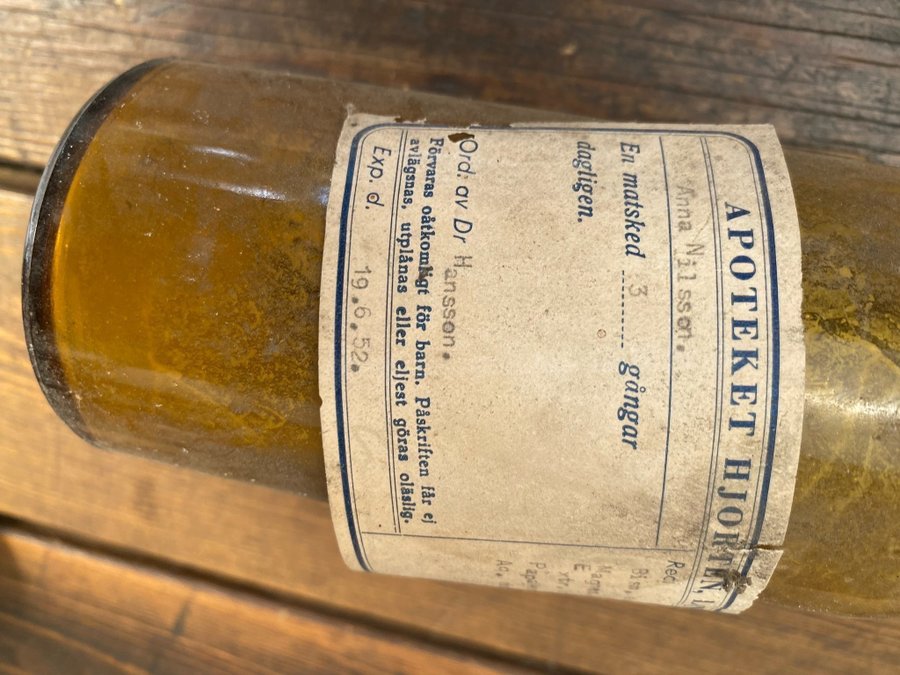 APOTEKET HJORTEN,
Anna Nilsson.
En matsked 3 gångar
dagligen.
Ord. av Dr Hansson.
Förvaras oåtkomligt för barn. Påskriften får ej
avlägsnas, utplånas eller eljest göras oläslig.
Exp. d. 19.6.52.
Rec